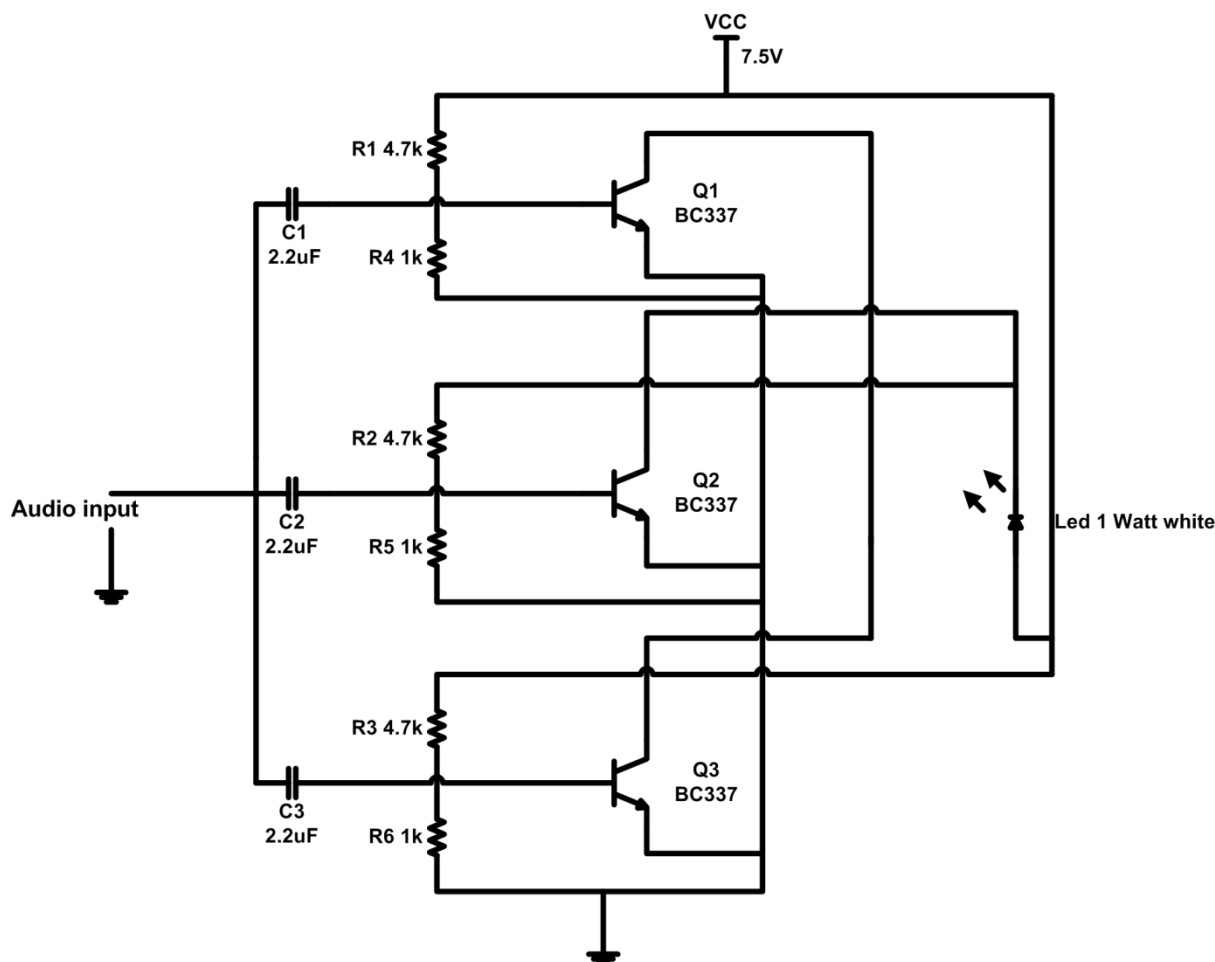 VCC
7.5V
R1 4.7k
Q1
BC337
C1
2.2uF
R4 1k
R2 4.7k
Q2
BC337
Audio input
C2
2.2uF
Led 1 Watt white
R5 1k
R3 4.7k
Q3
BC337
C3
2.2uF
R6 1k